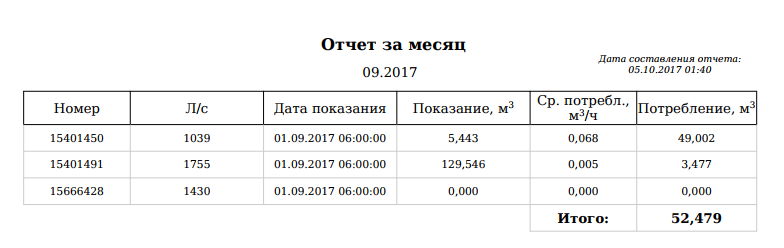 Отчет за месяц
Дата составления отчета:
09.2017
05.10.2017 01:40
Номер Л/с Дата показания Показание, м³ Ср. потребл., м³/ч Потребление, м³
15401450 1039 01.09.2017 06:00:00 5,443 0,068 49,002
15401491 1755 01.09.2017 06:00:00 129,546 0,005 3,477
15666428 1430 01.09.2017 06:00:00 0,000 0,000 0,000
Итого: 52,479